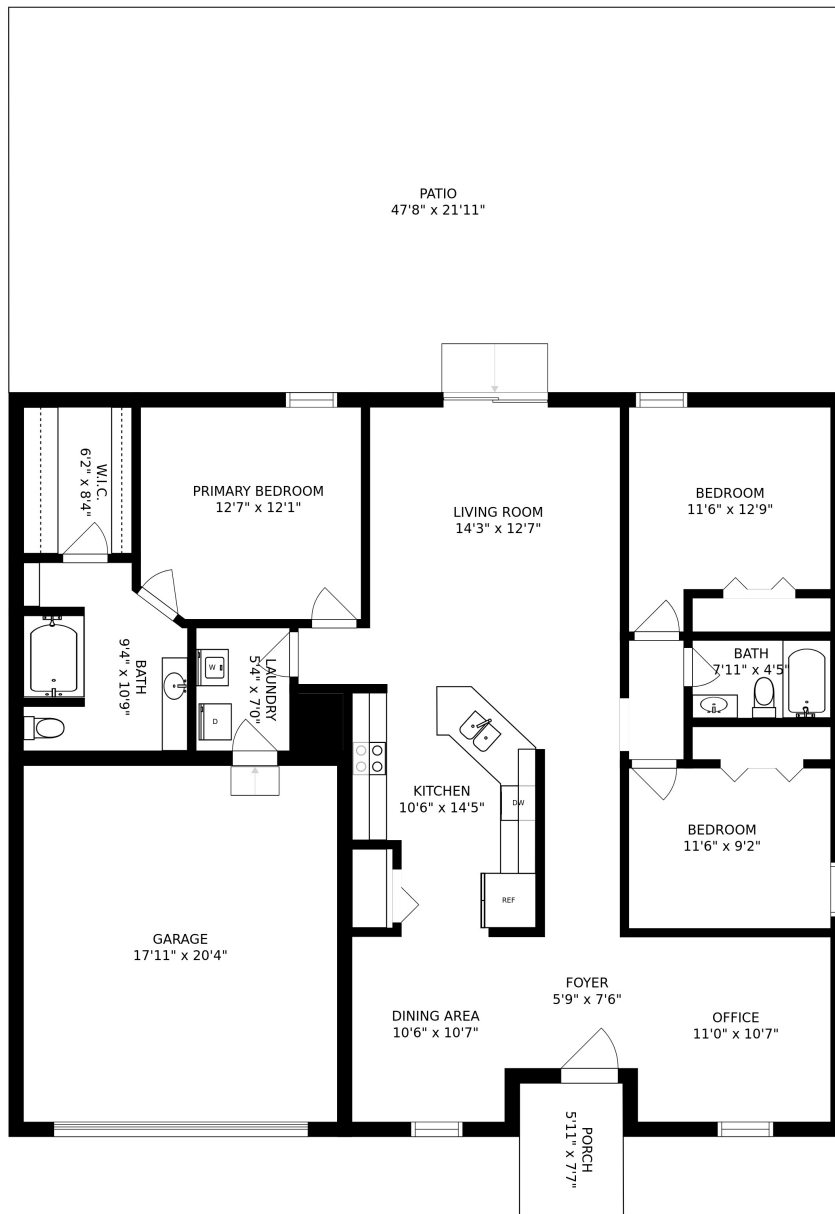 PATIO
47'8" x 21'11"
W.I.C.
6'2" x 8'4"
PRIMARY BEDROOM
12'7" x 12'1"
LIVING ROOM
14'3" x 12'7"
BEDROOM
11'6" x 12'9"
BATH
9'4" x 10'9"
W
D
LAUNDRY
5'4" x 7'0"
BATH
7'11" x 4'5"
KITCHEN
10'6" x 14'5"
DW
REF
BEDROOM
11'6" x 9'2"
GARAGE
17'11" x 20'4"
DINING AREA
10'6" x 10'7"
FOYER
5'9" x 7'6"
OFFICE
11'0" x 10'7"
PORCH
5'11" x 7'7"